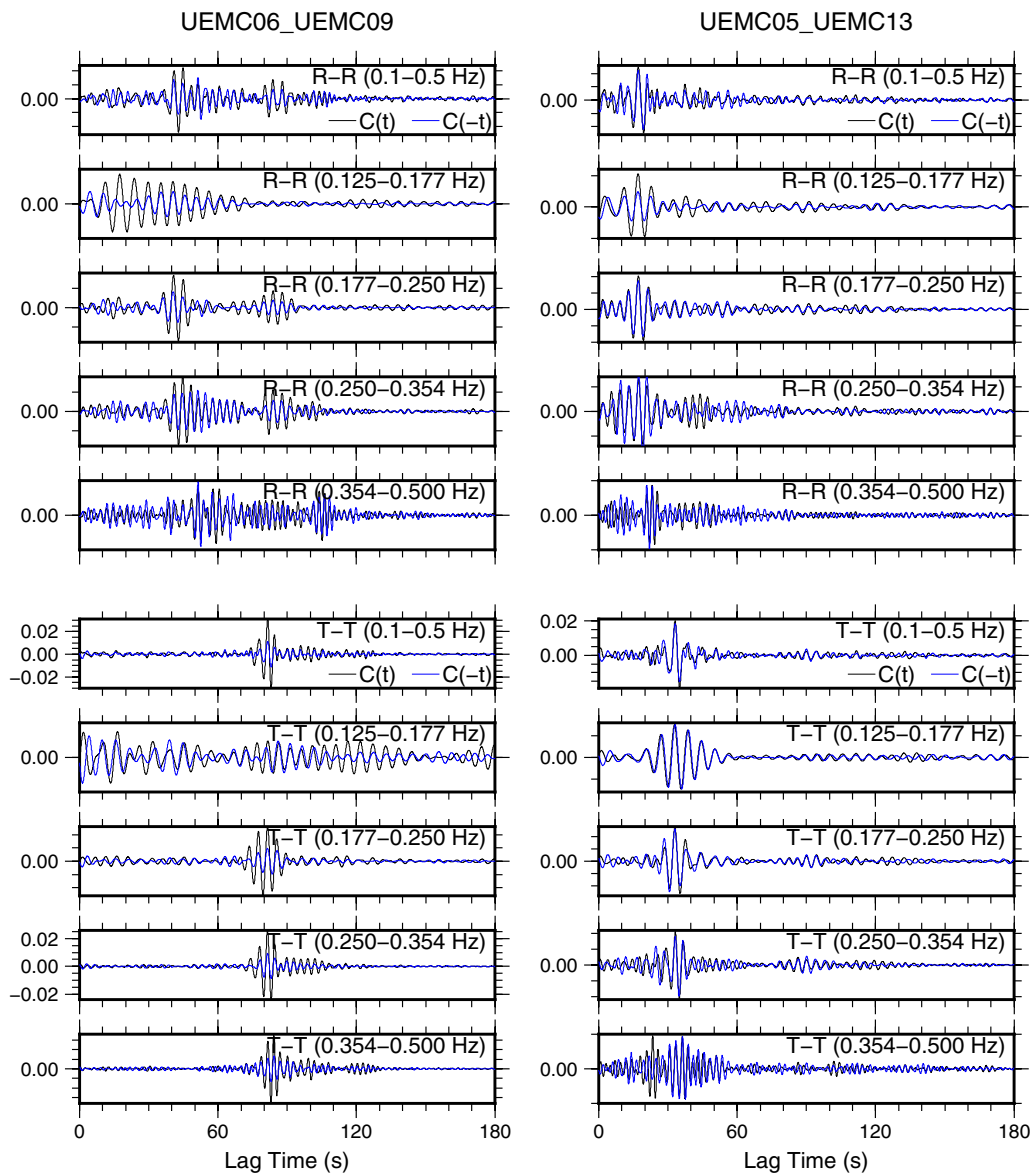 UEMC06_UEMC09 UEMC05_UEMC13
R−R (0.1−0.5 Hz) R−R (0.1−0.5 Hz)
0.00 0.00
C(t) C(−t) C(t) C(−t)
R−R (0.125−0.177 Hz) R−R (0.125−0.177 Hz)
0.00 0.00
R−R (0.177−0.250 Hz) R−R (0.177−0.250 Hz)
0.00 0.00
R−R (0.250−0.354 Hz) R−R (0.250−0.354 Hz)
0.00 0.00
R−R (0.354−0.500 Hz) R−R (0.354−0.500 Hz)
0.00 0.00
T−T (0.1−0.5 Hz) T−T (0.1−0.5 Hz)
0.02
0.00 0.00
C(t) C(−t) C(t) C(−t)
−0.02
T−T (0.125−0.177 Hz) T−T (0.125−0.177 Hz)
0.00 0.00
T−T (0.177−0.250 Hz) T−T (0.177−0.250 Hz)
0.00 0.00
0.02 T−T (0.250−0.354 Hz) T−T (0.250−0.354 Hz)
0.00 0.00
−0.02
T−T (0.354−0.500 Hz) T−T (0.354−0.500 Hz)
0.00 0.00
0 60 120 180 0 60 120 180
Lag Time (s) Lag Time (s)